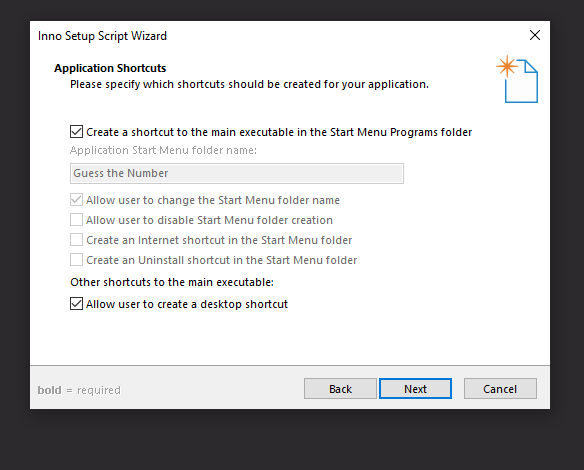 Inno Setup Script Wizard
Application Shortcuts
Please specify which shortcuts should be created for your application.
Create a shortcut to the main executable in the Start Menu Programs folder
Application Start Menu folder name:
Guess the Number
Allow user to change the Start Menu folder name
Allow user to disable Start Menu folder creation
Create an Internet shortcut in the Start Menu folder
Create an Uninstall shortcut in the Start Menu folder
Other shortcuts to the main executable:
Allow user to create a desktop shortcut
bold = required
Back Next Cancel